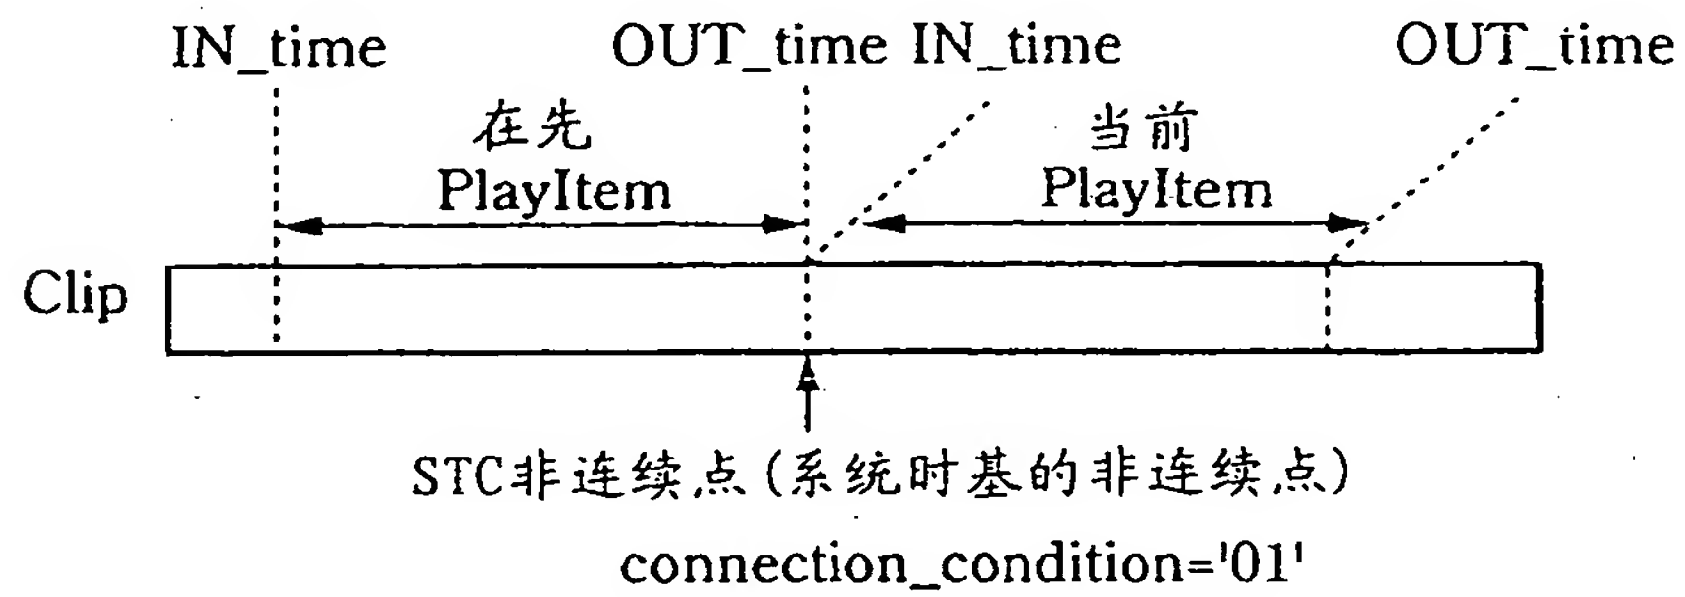 IN_time OUT_time IN_time OUT_time
在先 当前
PlayItem PlayItem
Clip
STC非连续点(系统时基的非连续点)
connection_condition='01'